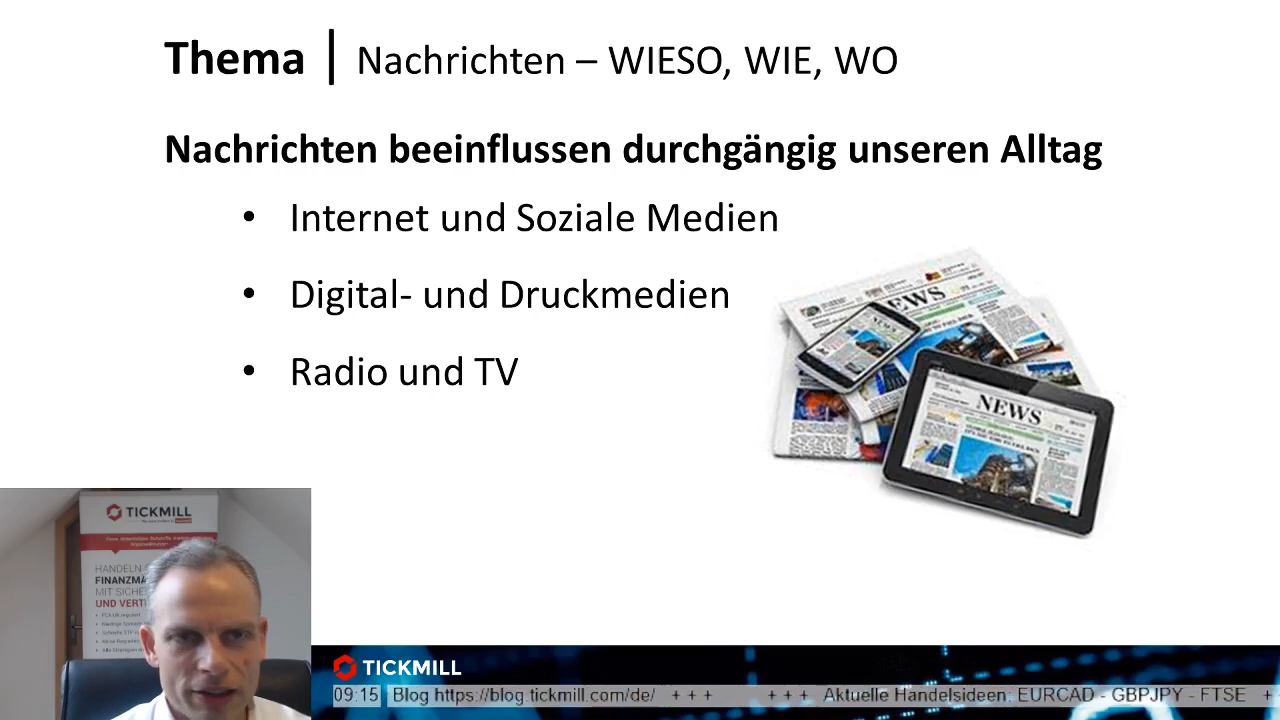 Thema | Nachrichten – WIESO, WIE, WO
Nachrichten beeinflussen durchgängig unseren Alltag
• Internet und Soziale Medien
• Digital- und Druckmedien
• Radio und TV
NEWS
NEWS
NEWS
TICKMILL
HANDELN
FINANZMÄ
MIT SICHE
UND VERT
TICKMILL
09:15 Blog https://blog.tickmill.com/de/ + + + + + + Aktuelle Handelsideen: EURCAD - GBPJPY - FTSE +